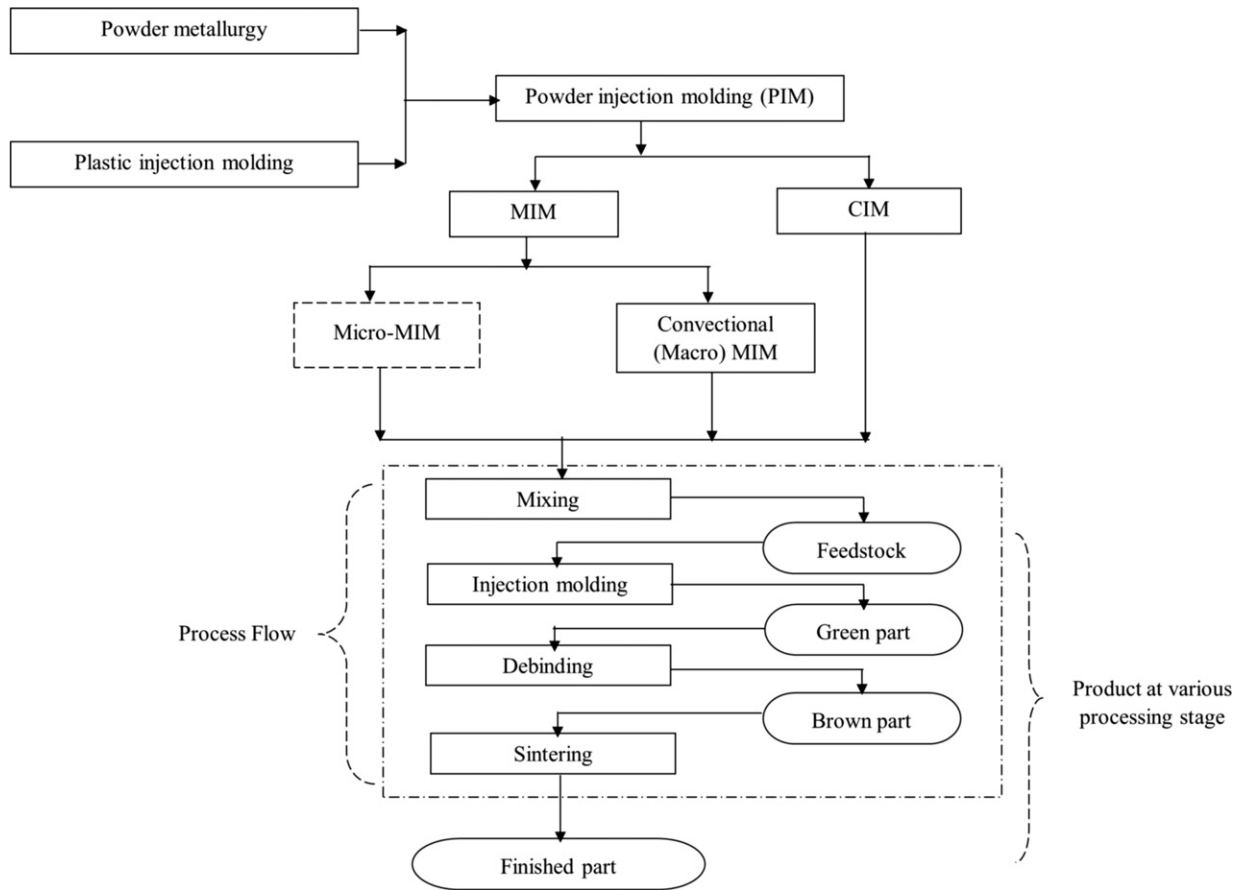 Powder metallurgy
Powder injection molding (PIM)
Plastic injection molding
MIM
CIM
Micro-MIM
Convectional
(Macro) MIM
Mixing
Feedstock
Injection molding
Process Flow
Green part
Debinding
Product at various
processing stage
Brown part
Sintering
Finished part